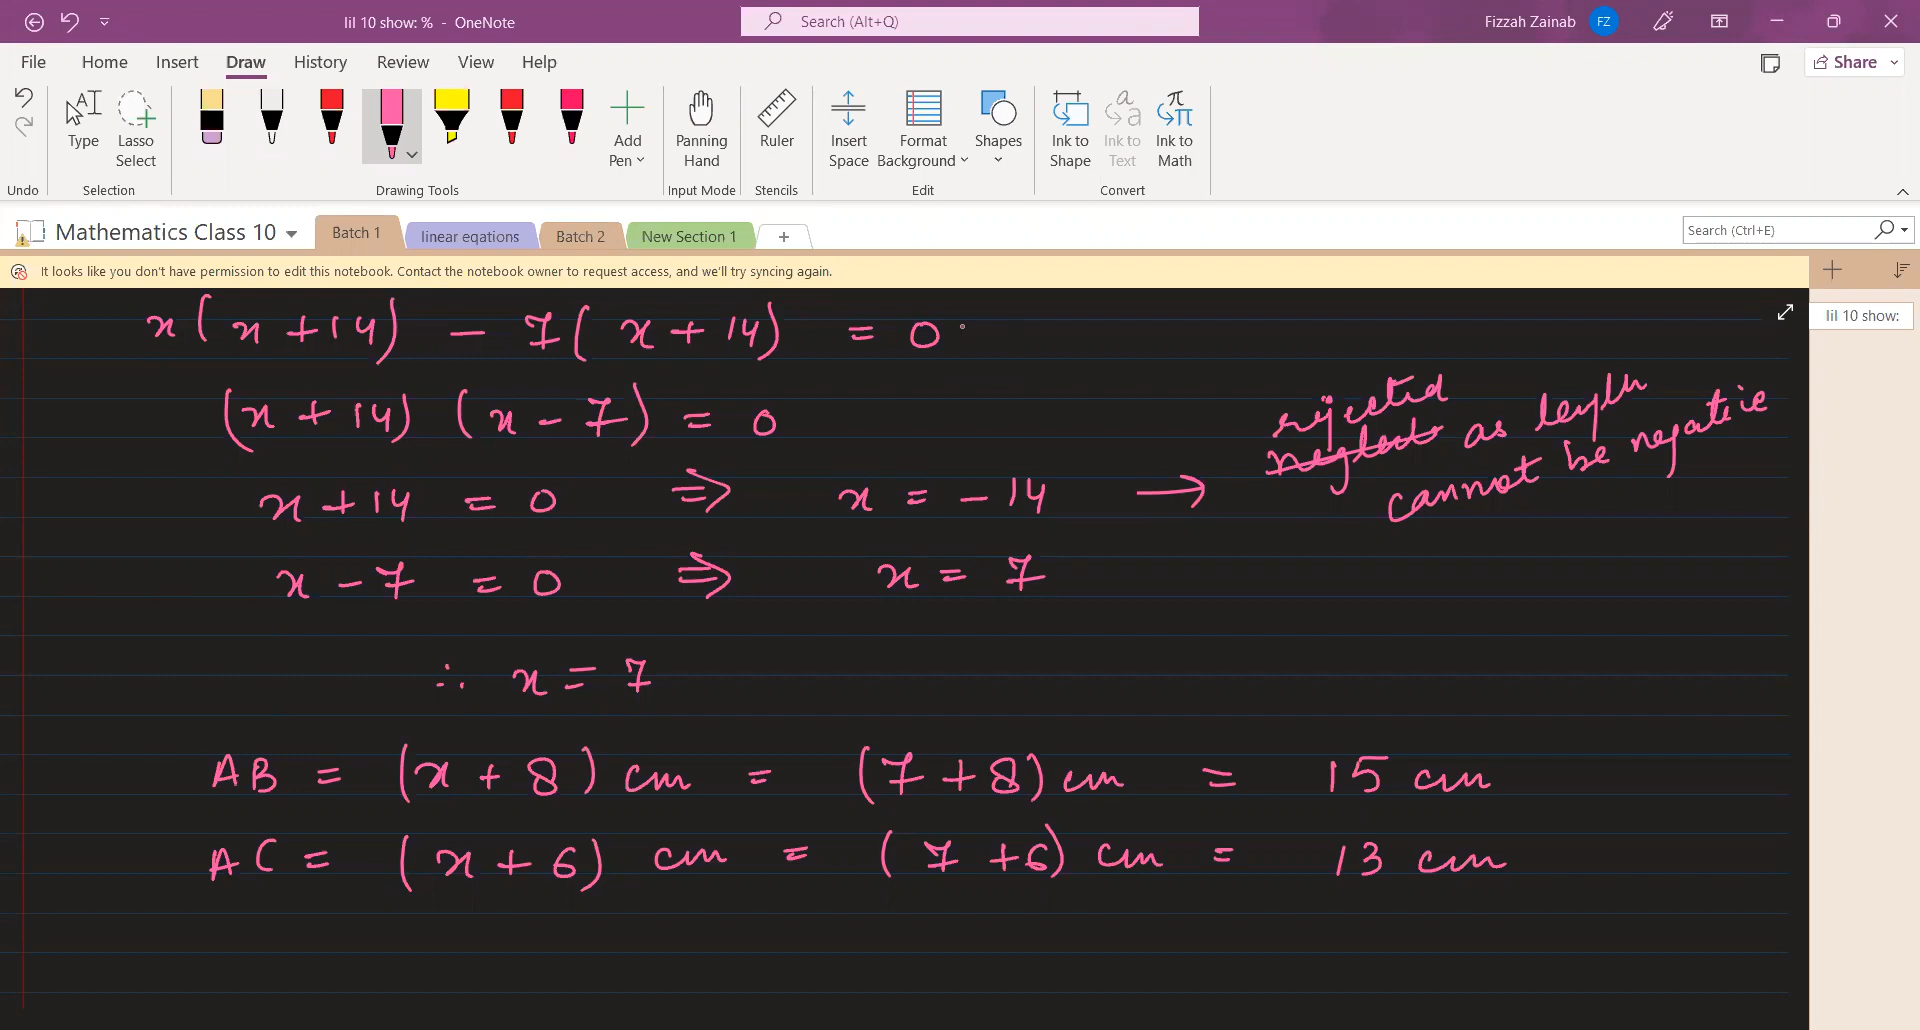 lil 10 show: % - OneNote
Search (Alt+Q)
Fizzah Zainab FZ
File Home Insert Draw History Review View Help
Share
Type
Lasso Select
Add Pen
Panning Hand
Ruler
Insert Space
Format Background
Shapes
Ink to Shape
Ink to Text
Ink to Math
Undo Selection Drawing Tools Input Mode Stencils Edit Convert
Mathematics Class 10 Batch 1 linear eqations Batch 2 New Section 1 +
Search (Ctrl+E)
It looks like you don't have permission to edit this notebook. Contact the notebook owner to request access, and we'll try syncing again.
lil 10 show:
x(x+14) - 7(x+14) = 0
(x+14) (x-7) = 0
x+14 = 0 ⇒ x = -14 →
rejected
neglect as length
cannot be negative
x-7 = 0 ⇒ x = 7
∴ x = 7
AB = (x+8) cm = (7+8) cm = 15 cm
AC = (x+6) cm = (7+6) cm = 13 cm